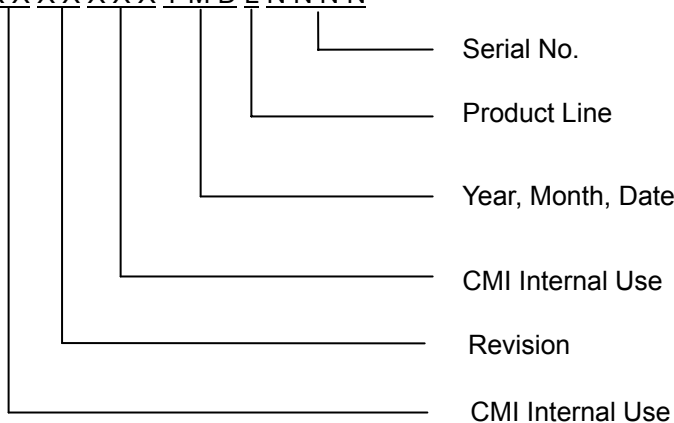 X X X X X X X Y M D L N N N N
Serial No.
Product Line
Year, Month, Date
CMI Internal Use
Revision
CMI Internal Use